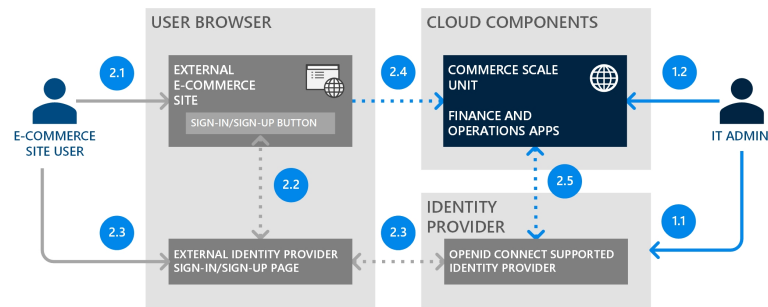 USER BROWSER
CLOUD COMPONENTS
2.1
EXTERNAL
E-COMMERCE
SITE
SIGN-IN/SIGN-UP BUTTON
2.4
COMMERCE SCALE
UNIT
FINANCE AND
OPERATIONS APPS
1.2
E-COMMERCE
SITE USER
IT ADMIN
2.2
2.5
IDENTITY
PROVIDER
2.3
EXTERNAL IDENTITY PROVIDER
SIGN-IN/SIGN-UP PAGE
2.3
OPENID CONNECT SUPPORTED
IDENTITY PROVIDER
1.1